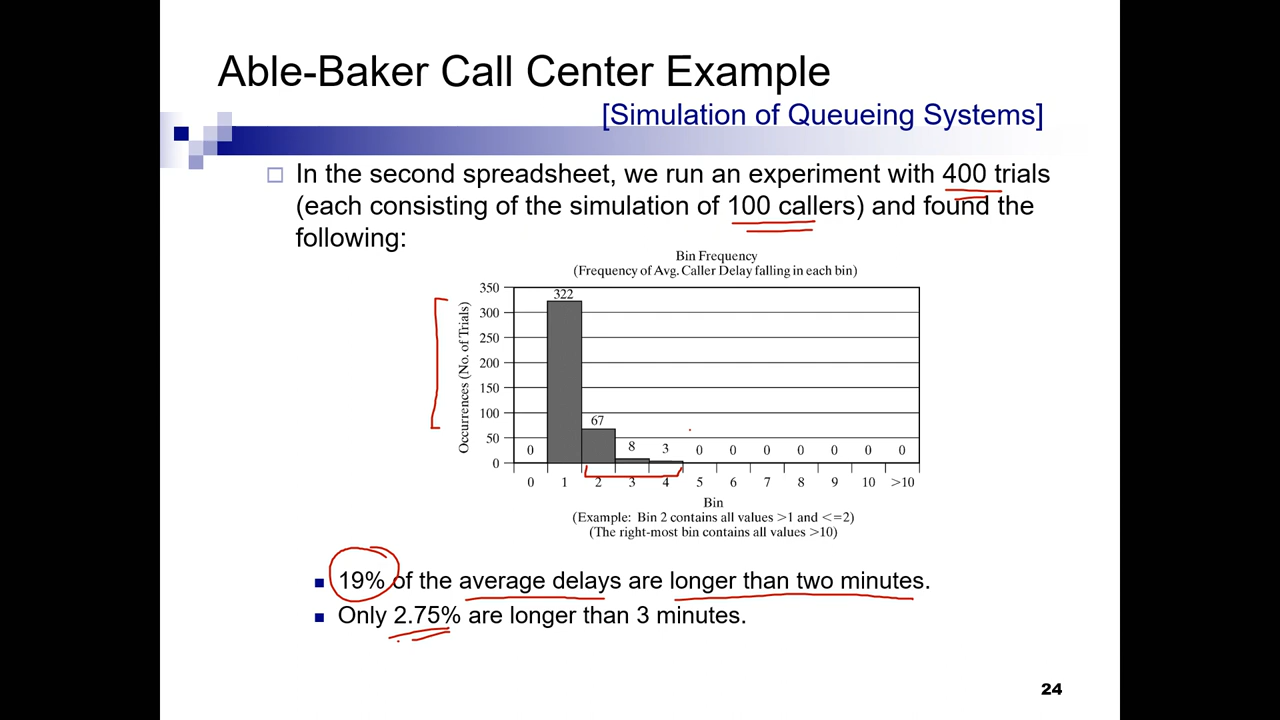 Able-Baker Call Center Example
[Simulation of Queueing Systems]
In the second spreadsheet, we run an experiment with 400 trials
(each consisting of the simulation of 100 callers) and found the
following:
Bin Frequency
(Frequency of Avg. Caller Delay falling in each bin)
Occurrences (No. of Trials)
350
300
250
200
150
100
50
0
0 322 67 8 3 0 0 0 0 0 0 0
0 1 2 3 4 5 6 7 8 9 10 >10
Bin
(Example: Bin 2 contains all values >1 and <=2)
(The right-most bin contains all values >10)
19% of the average delays are longer than two minutes.
Only 2.75% are longer than 3 minutes.
24